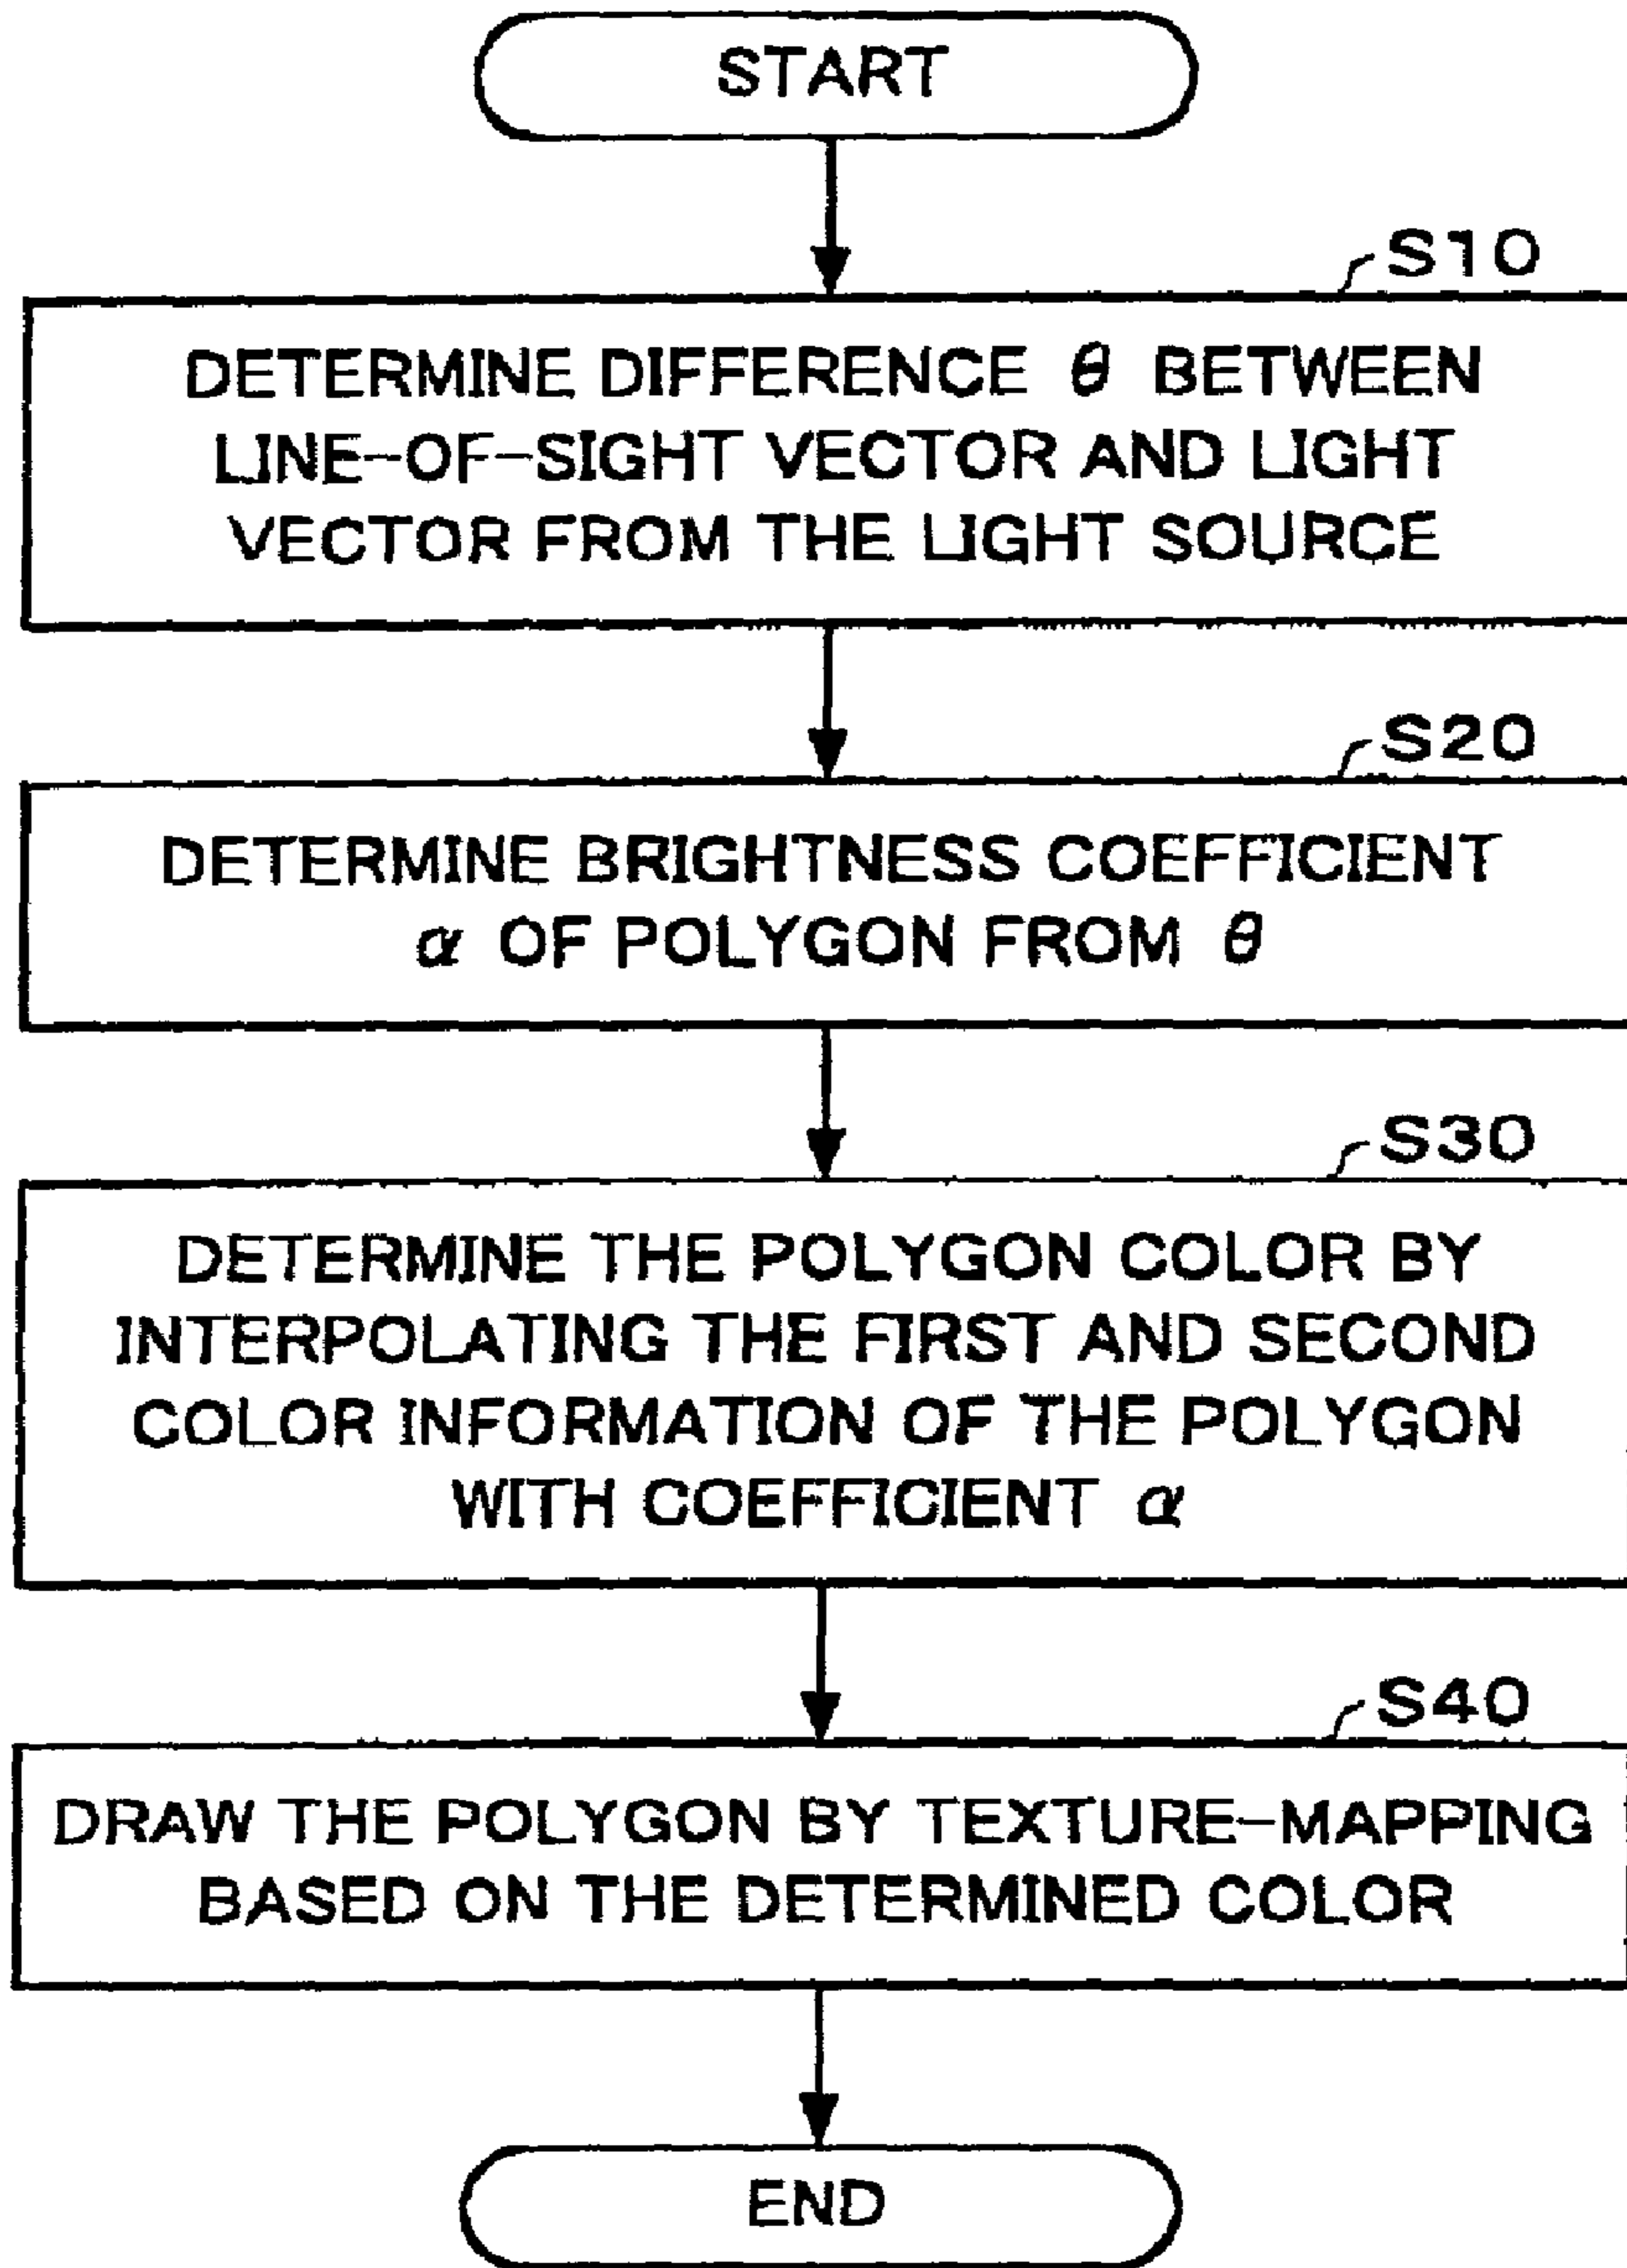 START
S10
DETERMINE DIFFERENCE θ BETWEEN
LINE-OF-SIGHT VECTOR AND LIGHT
VECTOR FROM THE LIGHT SOURCE
S20
DETERMINE BRIGHTNESS COEFFICIENT
α OF POLYGON FROM θ
S30
DETERMINE THE POLYGON COLOR BY
INTERPOLATING THE FIRST AND SECOND
COLOR INFORMATION OF THE POLYGON
WITH COEFFICIENT α
S40
DRAW THE POLYGON BY TEXTURE-MAPPING
BASED ON THE DETERMINED COLOR
END